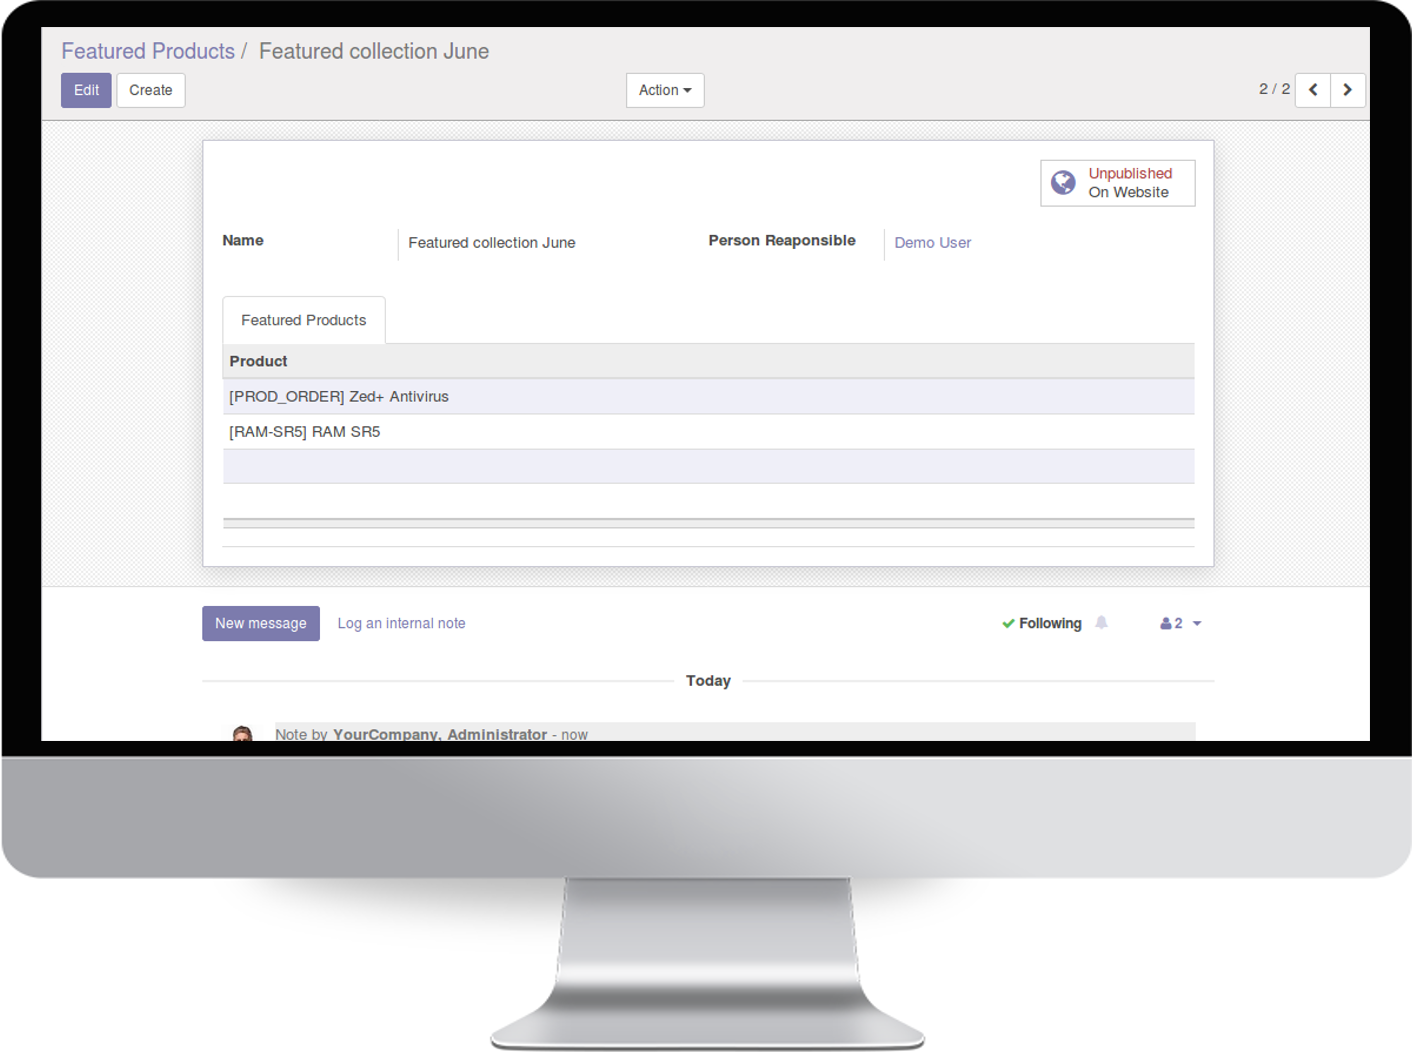 Featured Products / Featured collection June
Edit Create Action 2 / 2
Unpublished
On Website
Name Featured collection June Person Reaponsible Demo User
Featured Products
Product
[PROD_ORDER] Zed+ Antivirus
[RAM-SR5] RAM SR5
New message Log an internal note Following 2
Today
Note by YourCompany, Administrator - now